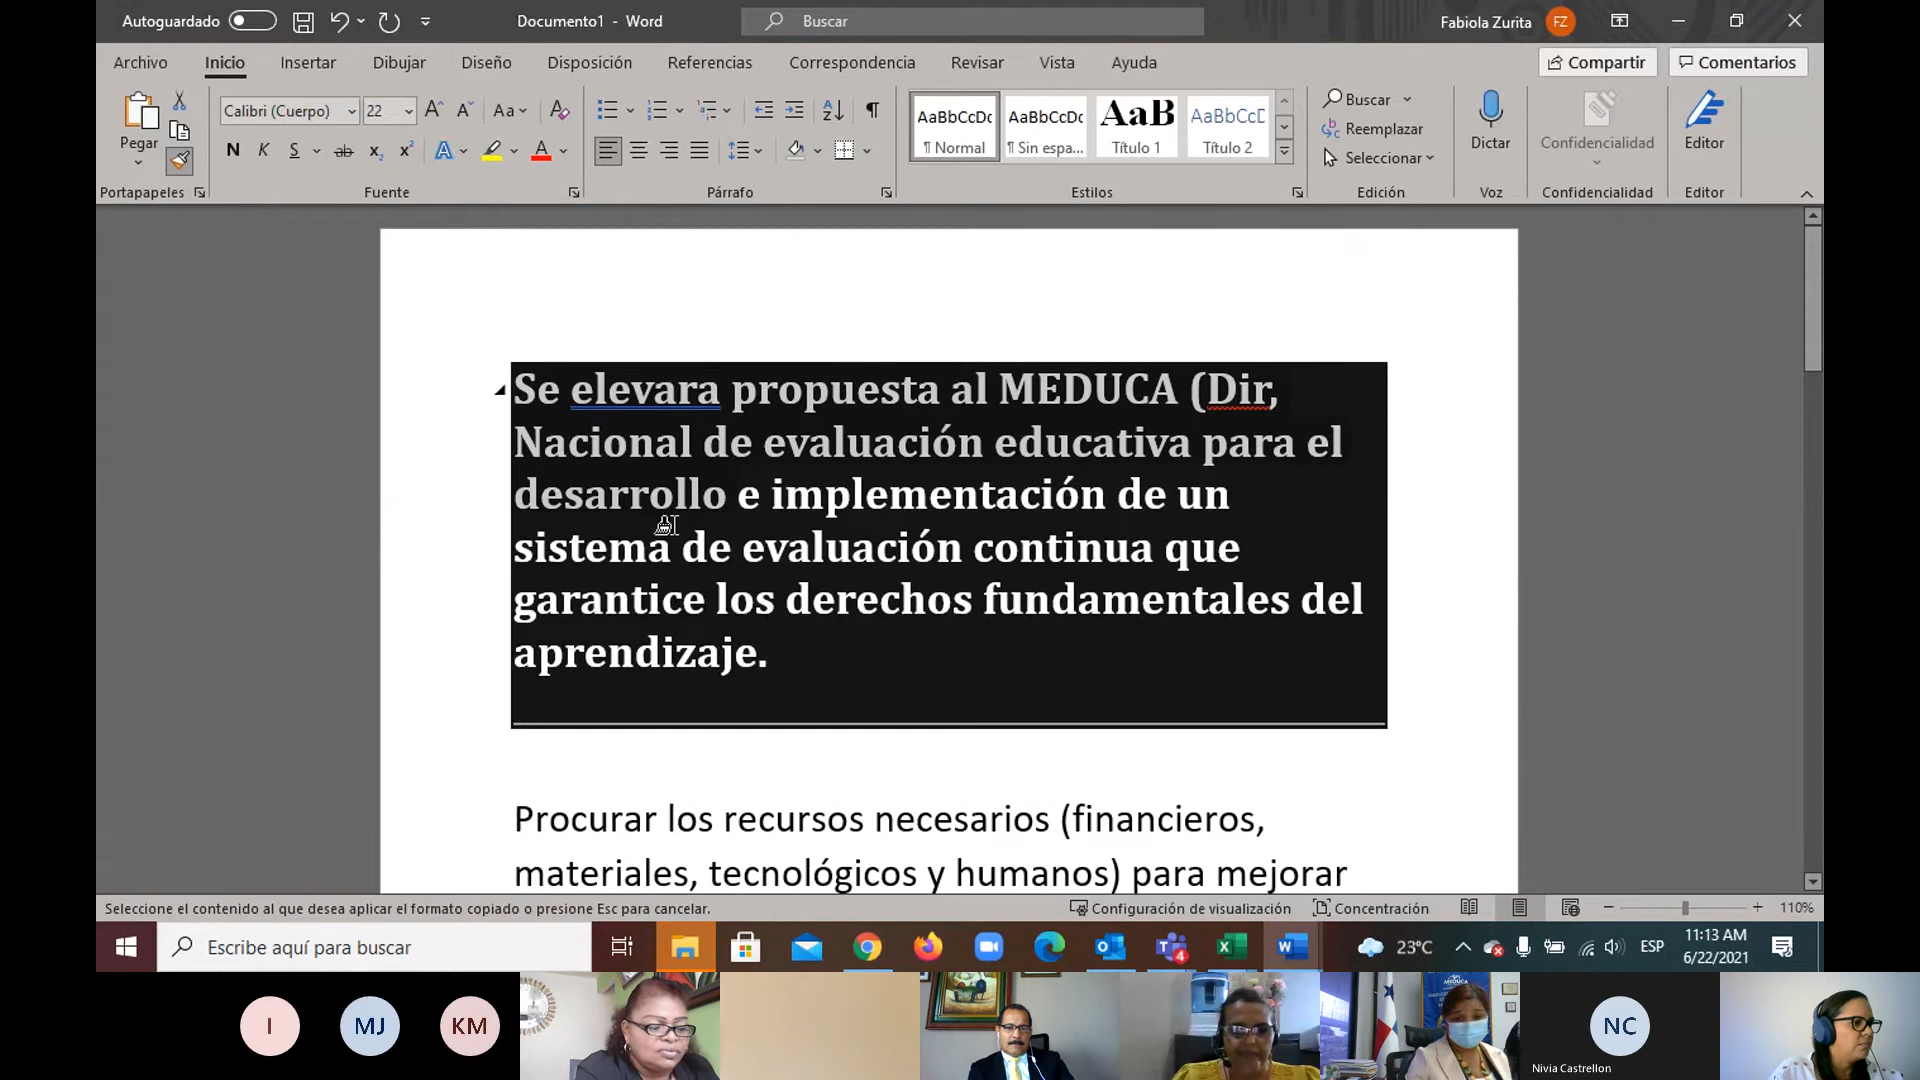 Autoguardado
Documento1 - Word
Buscar
Fabiola Zurita
FZ
Archivo
Inicio
Insertar
Dibujar
Diseño
Disposición
Referencias
Correspondencia
Revisar
Vista
Ayuda
Compartir
Comentarios
Pegar
Portapapeles
Calibri (Cuerpo)
22
Aa
N K S ab x₂ x² A A
Fuente
Párrafo
AaBbCcDc
¶ Normal
AaBbCcDc
¶ Sin espa...
AaB
Título 1
AaBbCcD
Título 2
Estilos
Buscar
Reemplazar
Seleccionar
Edición
Dictar
Voz
Confidencialidad
Confidencialidad
Editor
Editor
Se elevara propuesta al MEDUCA (Dir,
Nacional de evaluación educativa para el
desarrollo e implementación de un
sistema de evaluación continua que
garantice los derechos fundamentales del
aprendizaje.
Procurar los recursos necesarios (financieros,
materiales, tecnológicos y humanos) para mejorar
Seleccione el contenido al que desea aplicar el formato copiado o presione Esc para cancelar.
Configuración de visualización
Concentración
110%
Escribe aquí para buscar
4
23°C
ESP
11:13 AM
6/22/2021
I
MJ
KM
MEDUCA
NC
Nivia Castrellon